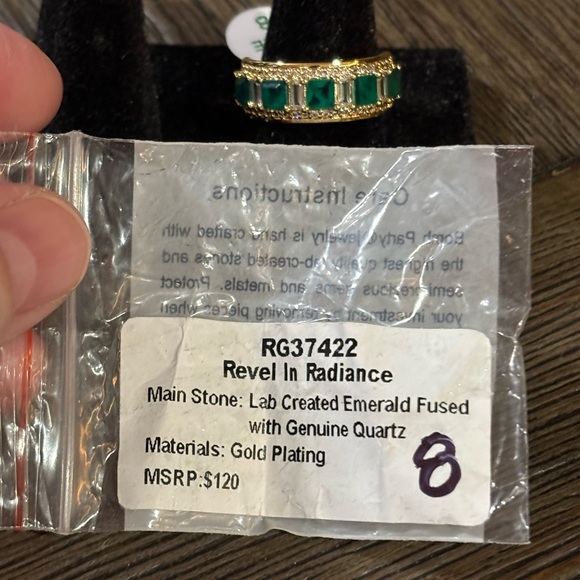 8
Care Instructions
Bomb Party® jewelry is hand crafted with
the highest quality lab-created stones and
semi-precious gems and metals. Protect
your investment by removing pieces when
RG37422
Revel In Radiance
Main Stone: Lab Created Emerald Fused
with Genuine Quartz
Materials: Gold Plating
MSRP:$120
8